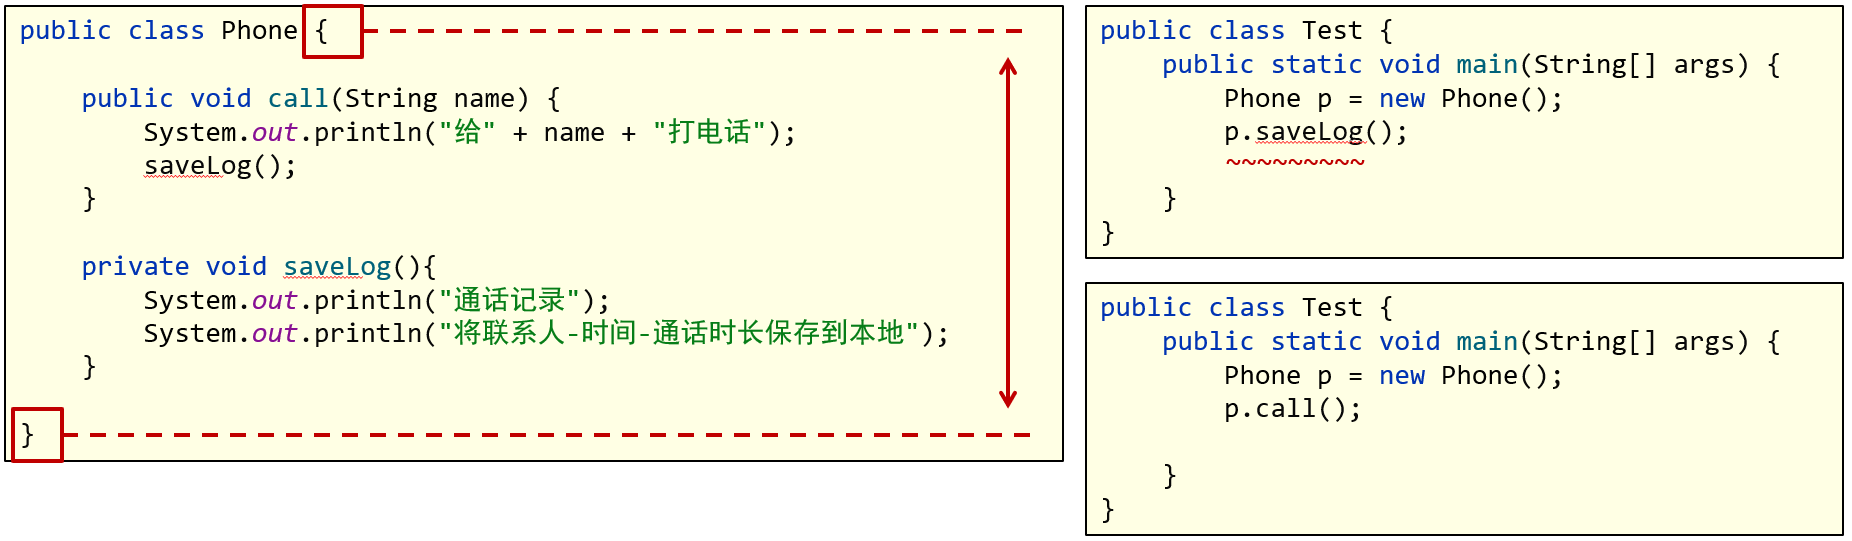 public class Phone {
    public void call(String name) {
        System.out.println("给" + name + "打电话");
        saveLog();
    }
    private void saveLog(){
        System.out.println("通话记录");
        System.out.println("将联系人-时间-通话时长保存到本地");
    }
}
public class Test {
    public static void main(String[] args) {
        Phone p = new Phone();
        p.saveLog();
        ~~~~~~~~~
    }
}
public class Test {
    public static void main(String[] args) {
        Phone p = new Phone();
        p.call();
    }
}